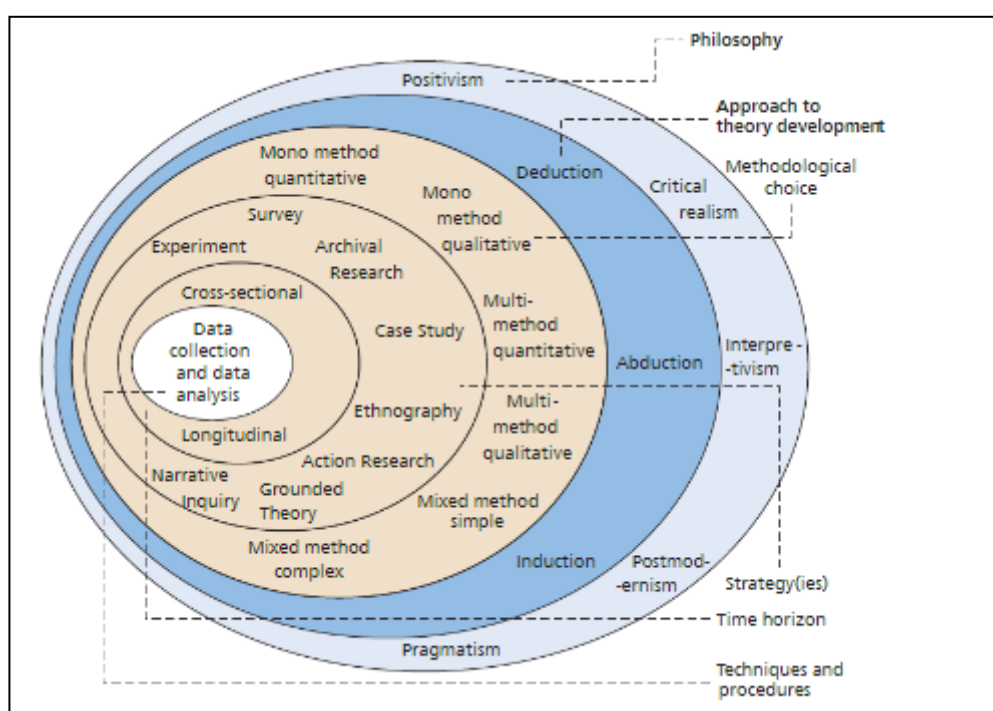 Philosophy
Positivism
Approach to
theory development
Mono method
quantitative
Deduction
Methodological
choice
Critical
realism
Mono
method
qualitative
Survey
Experiment
Archival
Research
Cross-sectional
Multi-
method
quantitative
Case Study
Data
collection
and data
analysis
Interpre-
-tivism
Abduction
Multi-
method
qualitative
Ethnography
Longitudinal
Action Research
Narrative
Inquiry
Grounded
Theory
Mixed method
simple
Mixed method
complex
Induction
Postmod-
-ernism
Strategy(ies)
Time horizon
Pragmatism
Techniques and
procedures